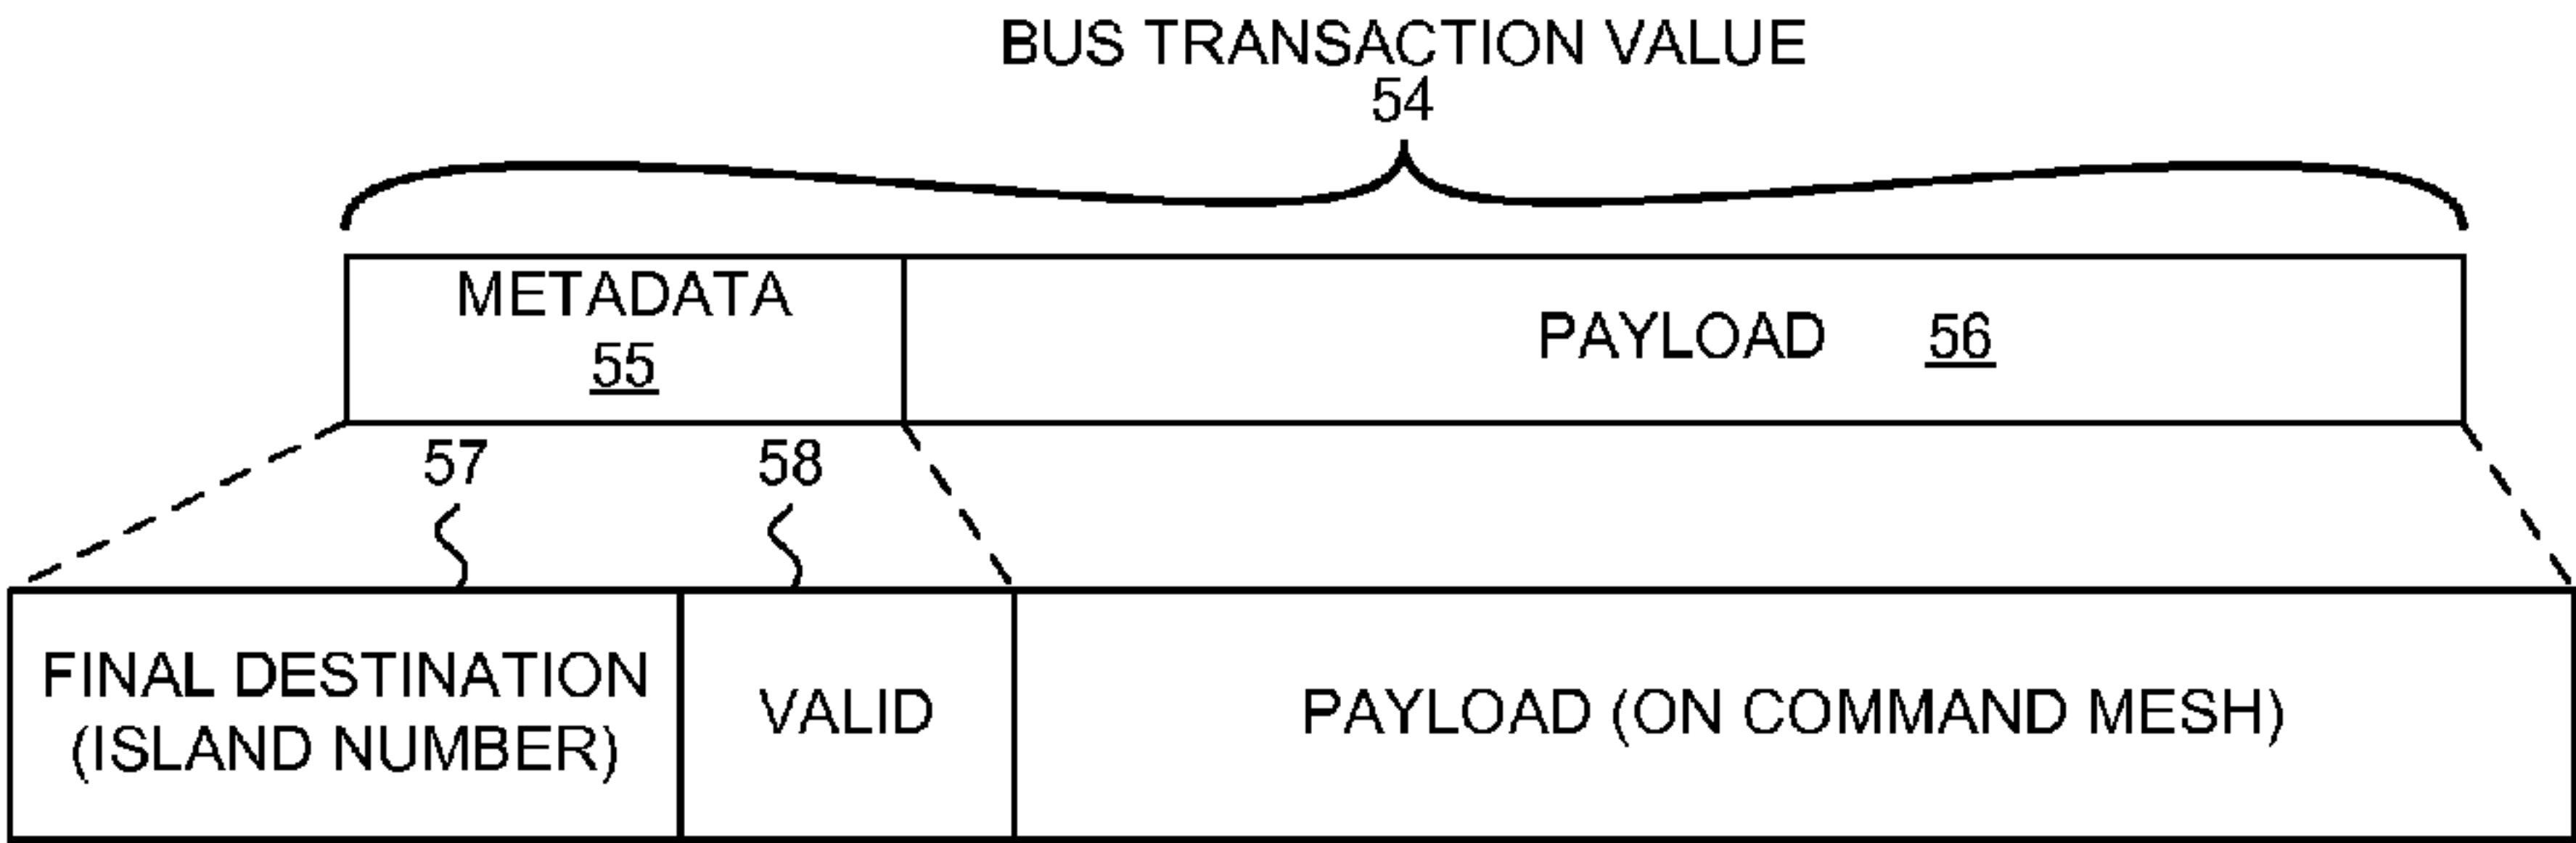 BUS TRANSACTION VALUE
54
METADATA
55
PAYLOAD 56
57 58
FINAL DESTINATION
(ISLAND NUMBER)
VALID
PAYLOAD (ON COMMAND MESH)